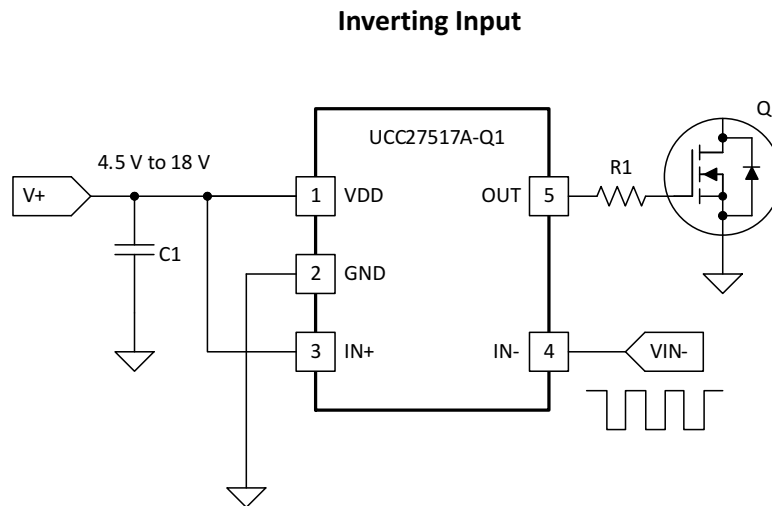 Inverting Input
UCC27517A-Q1
Q
4.5 V to 18 V
R1
V+
1 VDD
OUT 5
C1
2 GND
3 IN+
IN- 4
VIN-